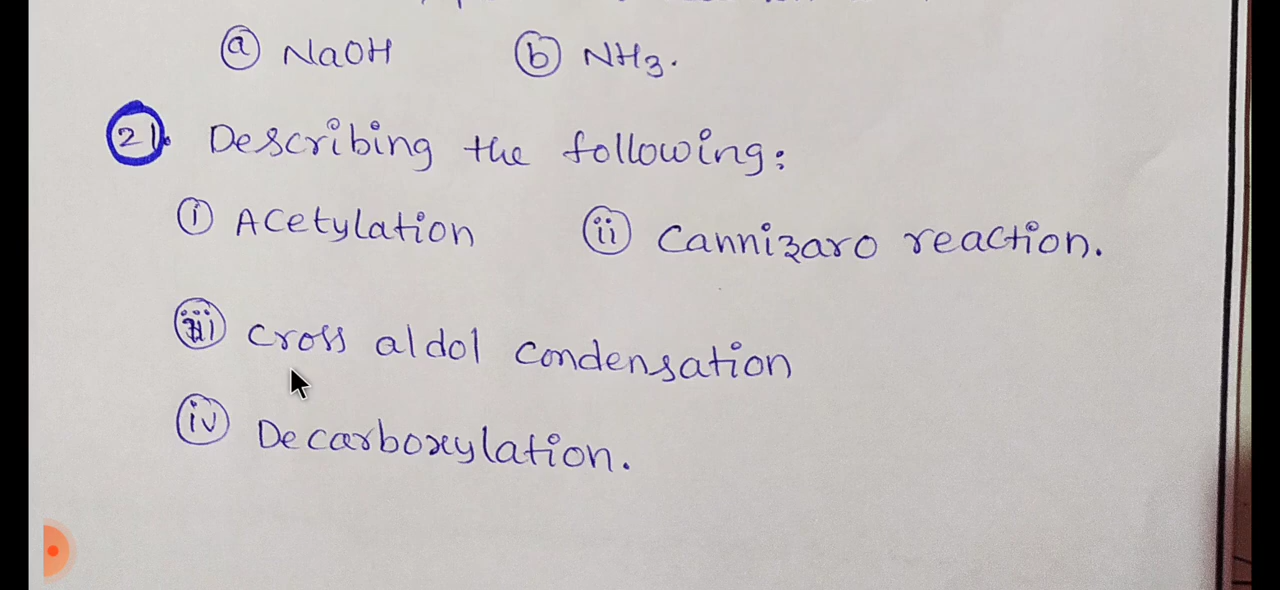 ⓐ NaOH ⓑ NH3.
21. Describing the following:
ⓘ Acetylation ⓘⓘ Cannizaro reaction.
iii cross aldol condensation
iv Decarboxylation.